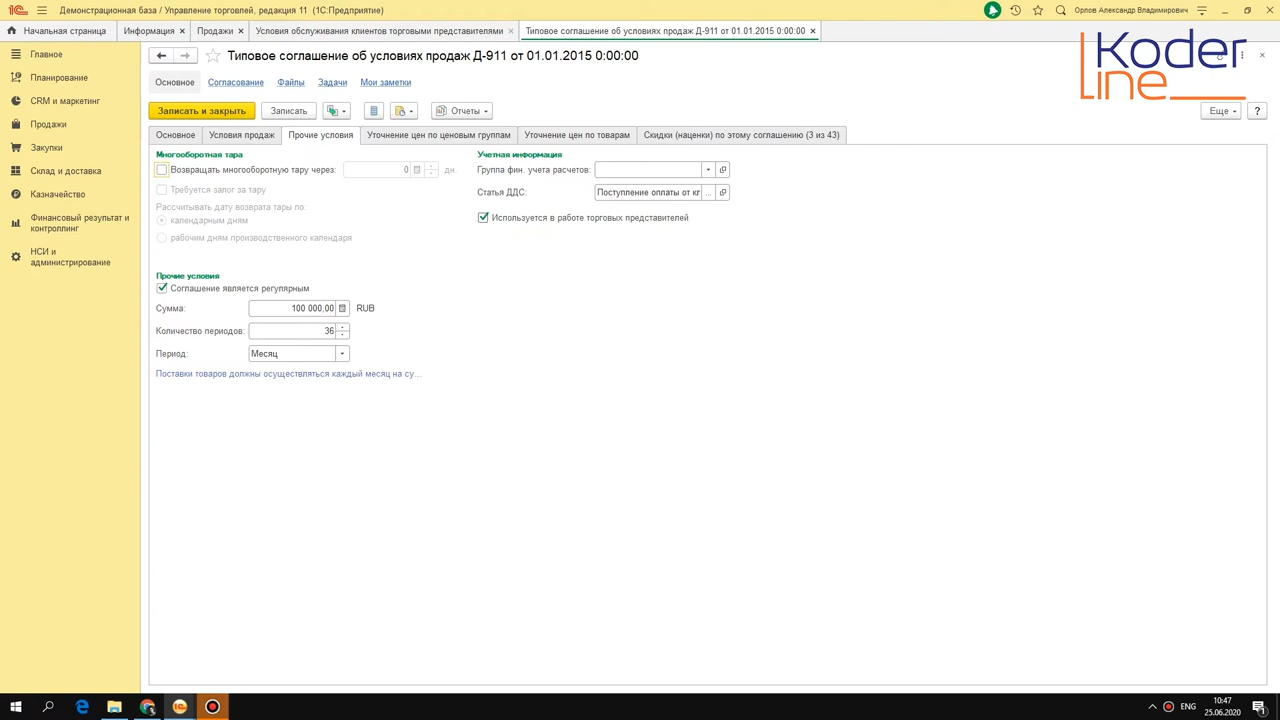 Демонстрационная база / Управление торговлей, редакция 11 (1С:Предприятие)
Орлов Александр Владимирович
Начальная страница
Информация
Продажи
Условия обслуживания клиентов торговыми представителями
Типовое соглашение об условиях продаж Д-911 от 01.01.2015 0:00:00
Koder
line
Главное
Планирование
CRM и маркетинг
Продажи
Закупки
Склад и доставка
Казначейство
Финансовый результат и
контроллинг
НСИ и
администрирование
Типовое соглашение об условиях продаж Д-911 от 01.01.2015 0:00:00
Основное Согласование Файлы Задачи Мои заметки
Записать и закрыть Записать Отчеты Еще ?
Основное Условия продаж Прочие условия Уточнение цен по ценовым группам Уточнение цен по товарам Скидки (наценки) по этому соглашению (3 из 43)
Многооборотная тара
Возвращать многооборотную тару через: 0 дн.
Требуется залог за тару
Рассчитывать дату возврата тары по:
календарным дням
рабочим дням производственного календаря
Учетная информация
Группа фин. учета расчетов:
Статья ДДС: Поступление оплаты от кл ...
Используется в работе торговых представителей
Прочие условия
Соглашение является регулярным
Сумма: 100 000,00 RUB
Количество периодов: 36
Период: Месяц
Поставки товаров должны осуществляться каждый месяц на су...
ENG
10:47
25.06.2020
1